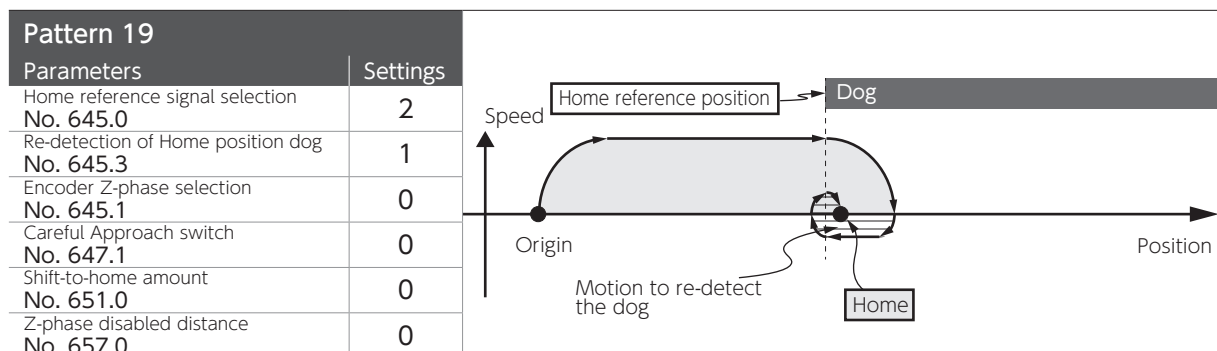 Pattern 19
Parameters Settings
Home reference signal selection
No. 645.0 2
Re-detection of Home position dog
No. 645.3 1
Encoder Z-phase selection
No. 645.1 0
Careful Approach switch
No. 647.1 0
Shift-to-home amount
No. 651.0 0
Z-phase disabled distance
No. 657.0 0
Home reference position
Dog
Speed
Origin
Position
Motion to re-detect
the dog
Home